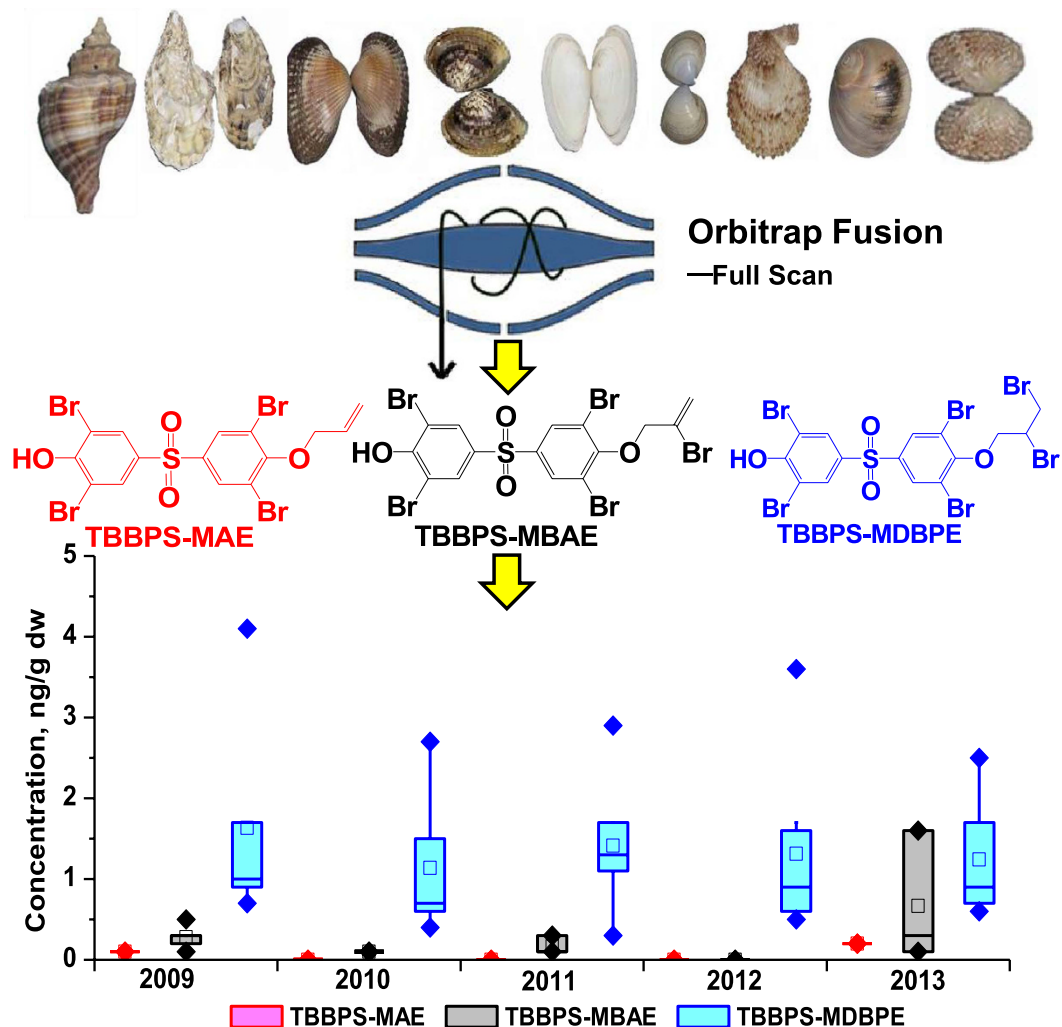 Orbitrap Fusion
—Full Scan
Br
O
Br
HO
S
O
Br
O
Br
TBBPS-MAE
Br
O
Br
HO
S
O
Br
Br
O
Br
TBBPS-MBAE
Br
Br
O
Br
HO
S
O
Br
Br
O
Br
TBBPS-MDBPE
Concentration, ng/g dw
5
4
3
2
1
0
2009 2010 2011 2012 2013
TBBPS-MAE TBBPS-MBAE TBBPS-MDBPE